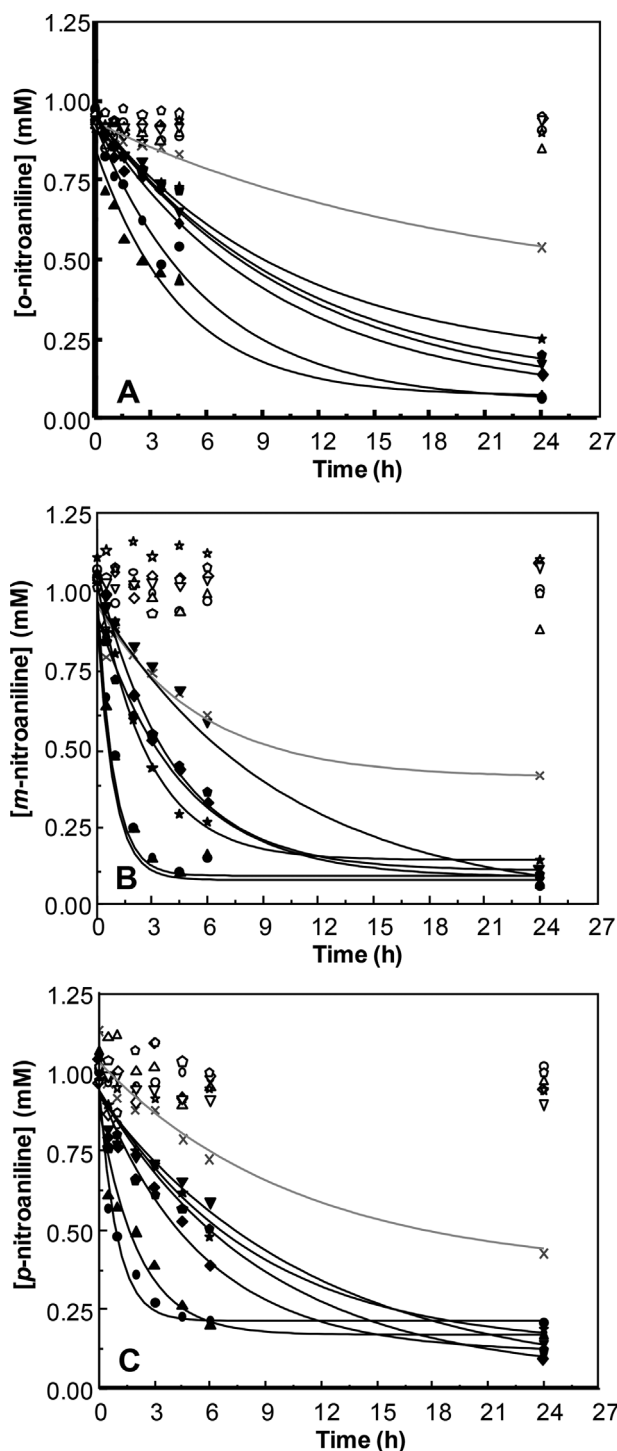 1.25
1.00
0.75
0.50
0.25
0.00
[o-nitroaniline] (mM)
A
0 3 6 9 12 15 18 21 24 27
Time (h)
1.25
1.00
0.75
0.50
0.25
0.00
[m-nitroaniline] (mM)
B
0 3 6 9 12 15 18 21 24 27
Time (h)
1.25
1.00
0.75
0.50
0.25
0.00
[p-nitroaniline] (mM)
C
0 3 6 9 12 15 18 21 24 27
Time (h)